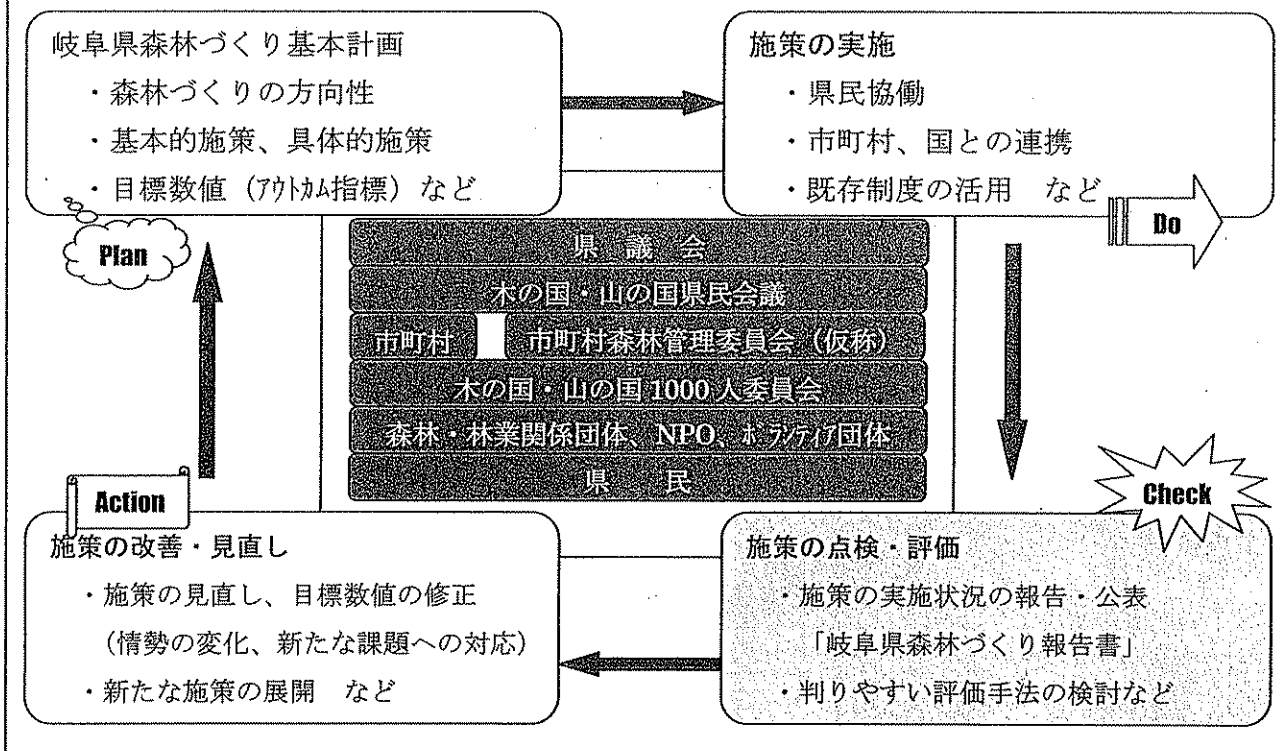 岐阜県森林づくり基本計画
・森林づくりの方向性
・基本的施策、具体的施策
・目標数値（アウトカム指標）など
Plan
施策の実施
・県民協働
・市町村、国との連携
・既存制度の活用　など
Do
県　議　会
木の国・山の国県民会議
市町村　市町村森林管理委員会（仮称）
木の国・山の国1000人委員会
森林・林業関係団体、NPO、ボランティア団体
県　民
Action
施策の改善・見直し
・施策の見直し、目標数値の修正
（情勢の変化、新たな課題への対応）
・新たな施策の展開　など
Check
施策の点検・評価
・施策の実施状況の報告・公表
「岐阜県森林づくり報告書」
・判りやすい評価手法の検討など